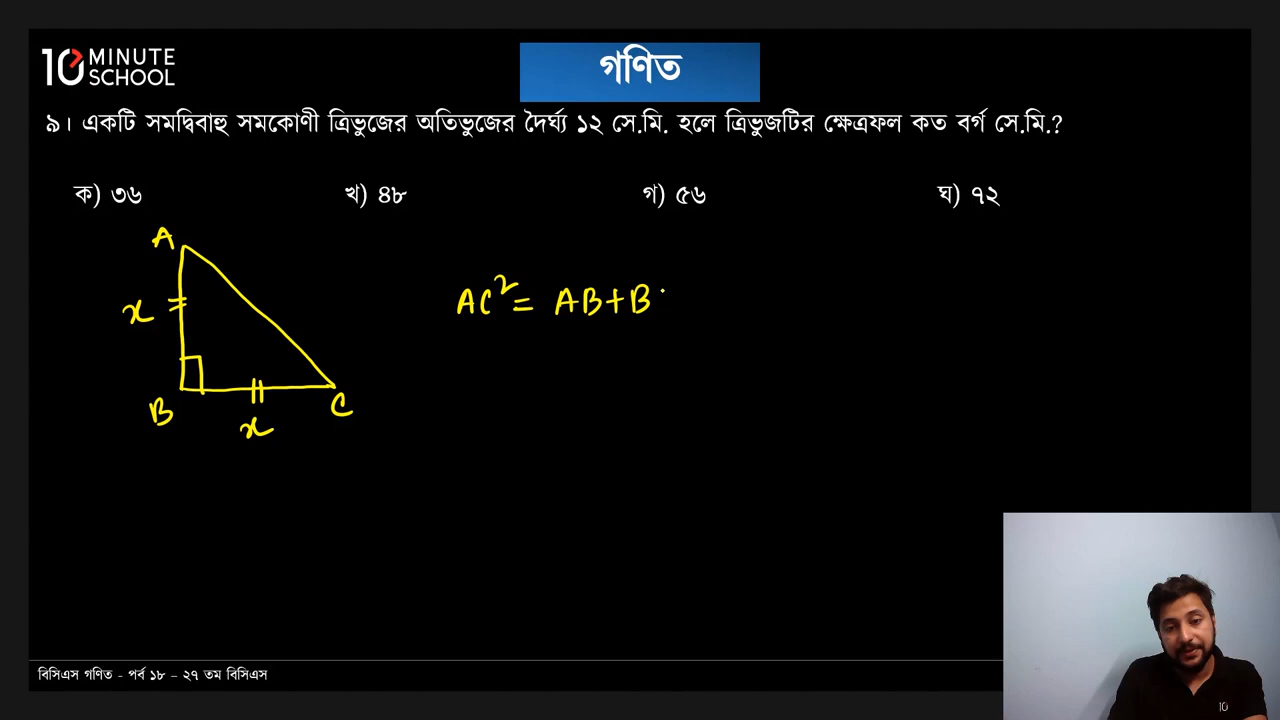 10 MINUTE SCHOOL
গণিত
৯। একটি সমদ্বিবাহু সমকোণী ত্রিভুজের অতিভুজের দৈর্ঘ্য ১২ সে.মি. হলে ত্রিভুজটির ক্ষেত্রফল কত বর্গ সে.মি.?
ক) ৩৬ খ) ৪৮ গ) ৫৬ ঘ) ৭২
A
x
AC² = AB+B
B
C
x
বিসিএস গণিত - পর্ব ১৮ – ২৭ তম বিসিএস
10